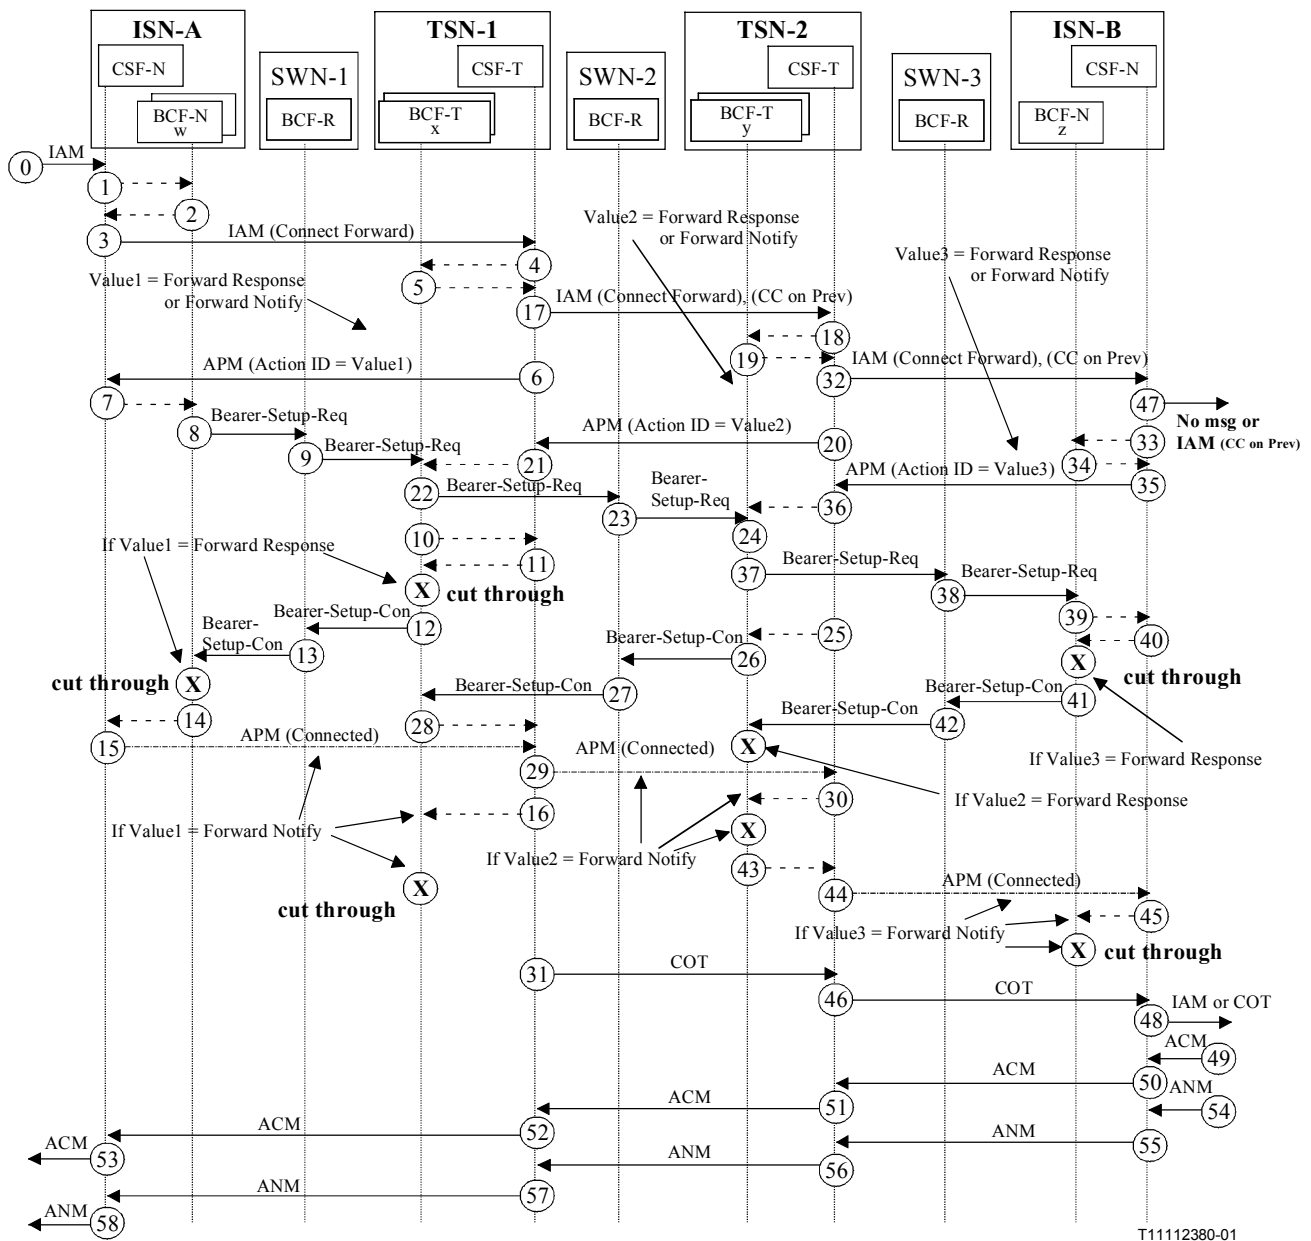 ISN-A
TSN-1
TSN-2
ISN-B
CSF-N
SWN-1
CSF-T
SWN-2
CSF-T
SWN-3
CSF-N
BCF-N
w
BCF-R
BCF-T
x
BCF-R
BCF-T
y
BCF-R
BCF-N
z
0
IAM
1
2
3
IAM (Connect Forward)
4
Value1 = Forward Response
or Forward Notify
5
Value2 = Forward Response
or Forward Notify
Value3 = Forward Response
or Forward Notify
17
IAM (Connect Forward), (CC on Prev)
18
19
IAM (Connect Forward), (CC on Prev)
32
APM (Action ID = Value1)
6
7
47
No msg or
IAM (CC on Prev)
8
Bearer-Setup-Req
9
Bearer-Setup-Req
APM (Action ID = Value2)
20
21
33
34
APM (Action ID = Value3)
35
22
Bearer-Setup-Req
23
Bearer-
Setup-Req
36
24
10
If Value1 = Forward Response
11
37
Bearer-Setup-Req
38
Bearer-Setup-Req
X
cut through
39
Bearer-Setup-Con
12
Bearer-
Setup-Con
13
Bearer-Setup-Con
25
26
40
X
cut through
cut through
X
Bearer-Setup-Con
27
Bearer-Setup-Con
41
14
28
Bearer-Setup-Con
42
15
APM (Connected)
APM (Connected)
X
If Value3 = Forward Response
29
30
If Value2 = Forward Response
16
If Value1 = Forward Notify
X
If Value2 = Forward Notify
43
X
cut through
44
APM (Connected)
45
If Value3 = Forward Notify
X
cut through
31
COT
46
COT
IAM or COT
48
ACM
49
ACM
50
ANM
ACM
51
54
ACM
52
ANM
55
ACM
53
ANM
56
ANM
57
ANM
58
T11112380-01